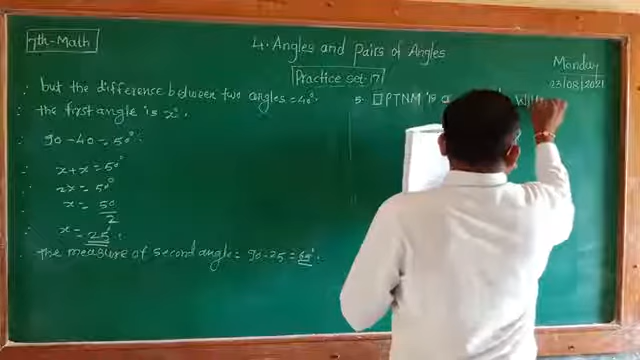 7th-Math
4. Angles and Pairs of Angles
Practice set 17
Monday
23/08/2021
∴ but the difference between two angles = 40°
∴ the first angle is x°.
∴ 90 - 40 = 50°
∴ x + x = 50°
∴ 2x = 50°
∴ x = 50/2
∴ x = 25°.
∴ the measure of second angle = 90 - 25 = 65°.
5. □PTNM is a